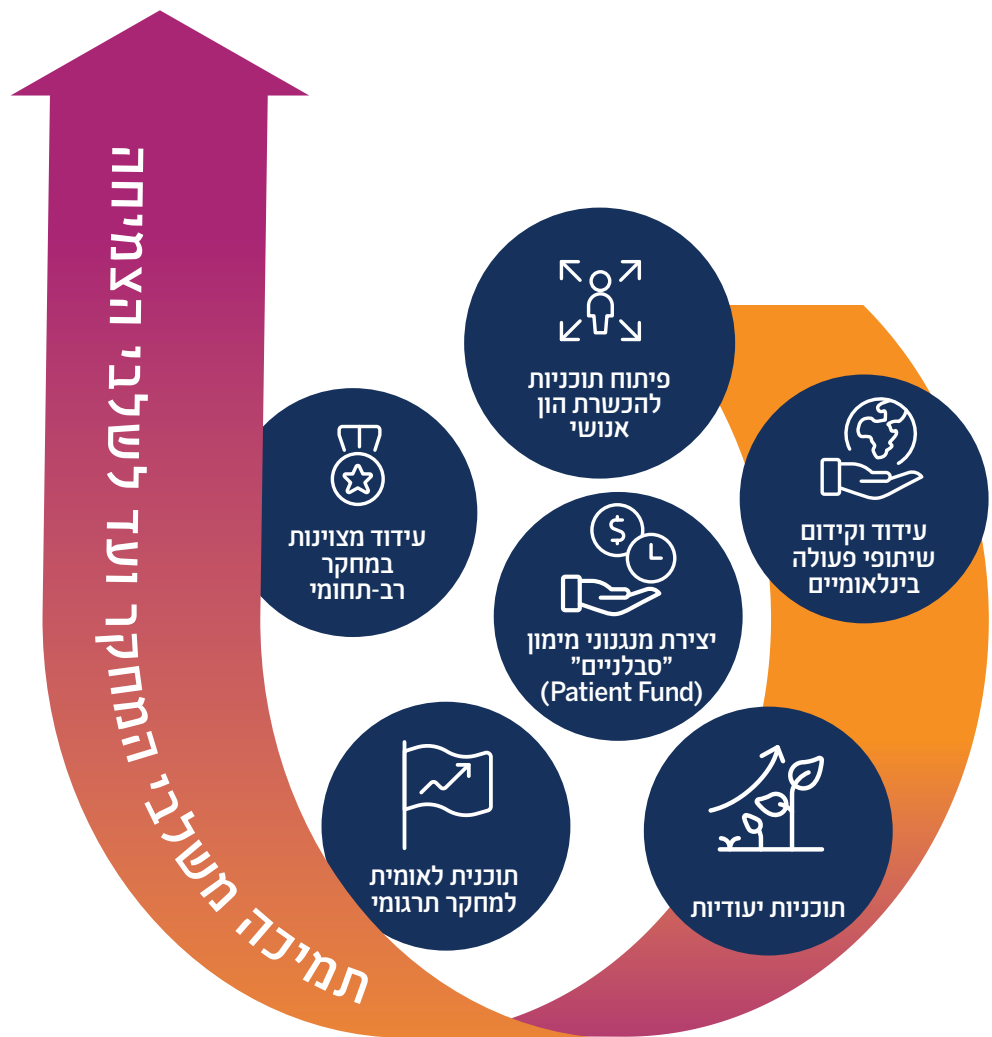 תמיכה משלבי המחקר ועד לשלבי הצמיחה
פיתוח תוכניות
להכשרת הון
אנושי
עידוד וקידום
שיתופי פעולה
בינלאומיים
עידוד מצוינות
במחקר
רב-תחומי
יצירת מנגנוני מימון
"סבלניים"
(Patient Fund)
תוכניות יעודיות
תוכנית לאומית
למחקר תרגומי